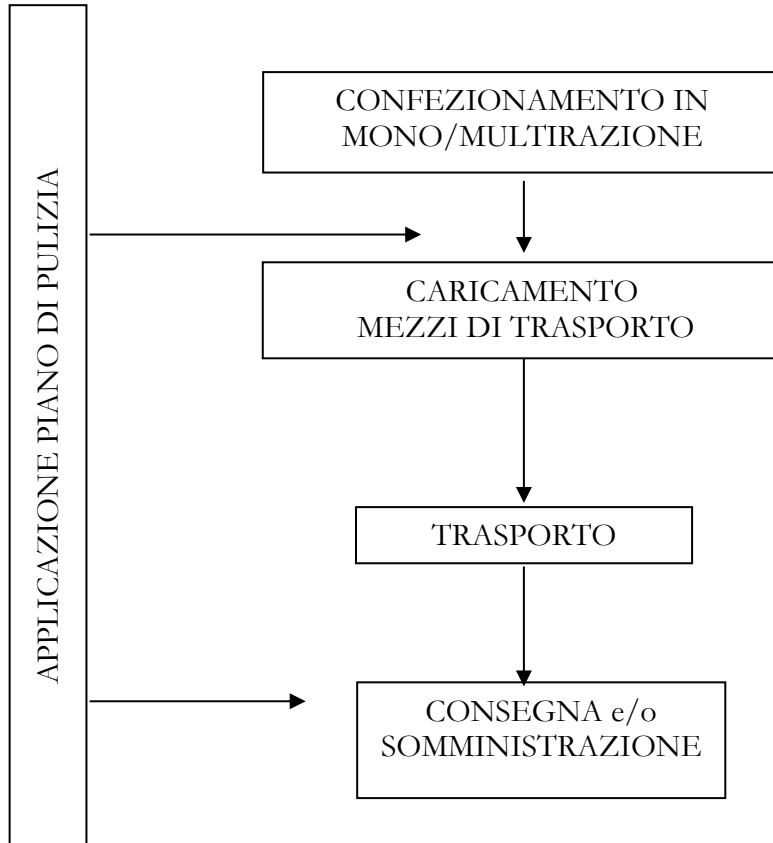 APPLICAZIONE PIANO DI PULIZIA
CONFEZIONAMENTO IN
MONO/MULTIRAZIONE
CARICAMENTO
MEZZI DI TRASPORTO
TRASPORTO
CONSEGNA e/o
SOMMINISTRAZIONE